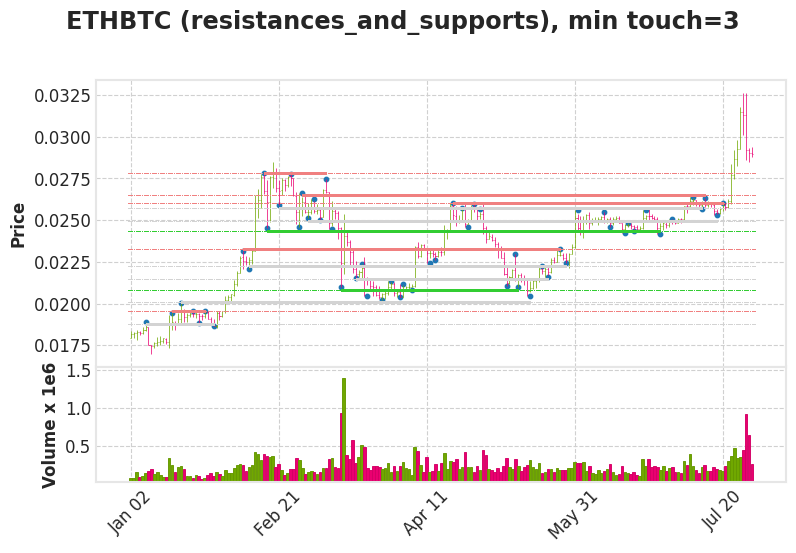 ETHBTC (resistances_and_supports), min touch=3
Price
0.0325
0.0300
0.0275
0.0250
0.0225
0.0200
0.0175
Volume x 1e6
1.5
1.0
0.5
Jan 02
Feb 21
Apr 11
May 31
Jul 20